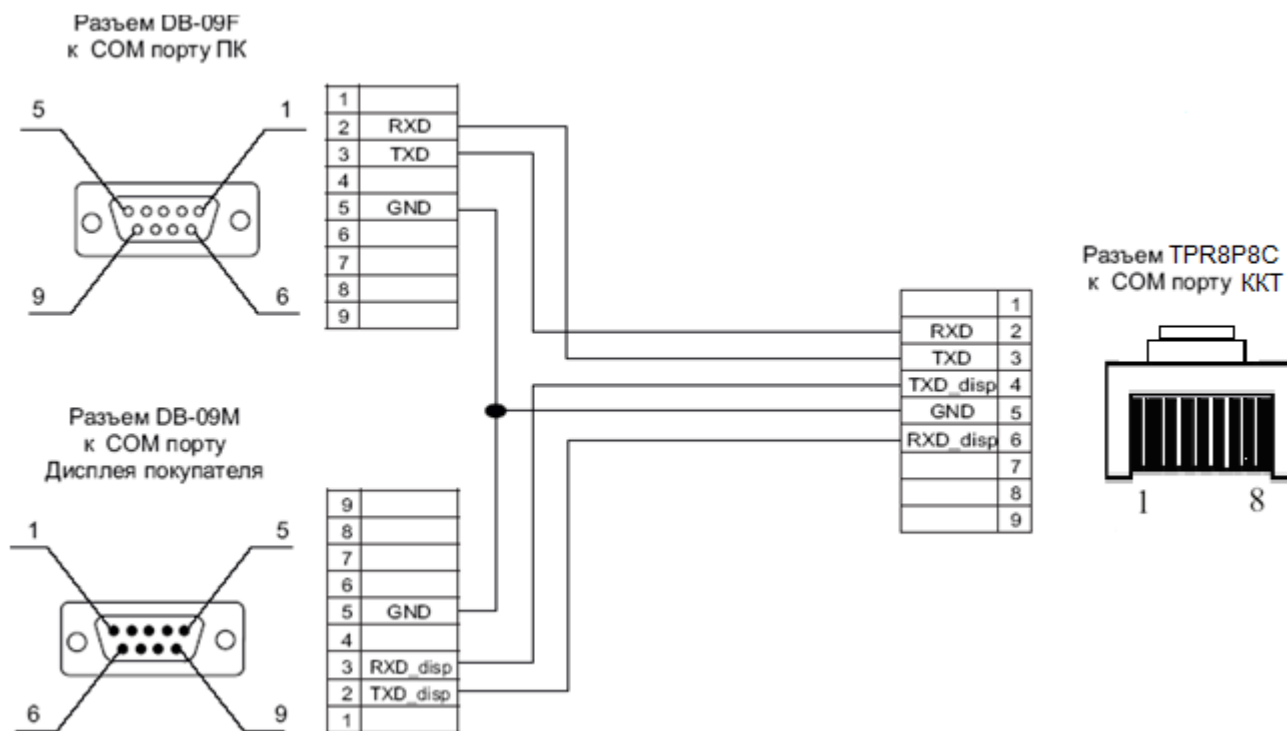 Разъем DB-09F
к COM порту ПК
5
1
9
6
1
2 RXD
3 TXD
4
5 GND
6
7
8
9
Разъем DB-09M
к COM порту
Дисплея покупателя
1
5
6
9
9
8
7
6
5 GND
4
3 RXD_disp
2 TXD_disp
1
1
RXD 2
TXD 3
TXD_disp 4
GND 5
RXD_disp 6
7
8
9
Разъем TPR8P8C
к COM порту ККТ
1
8